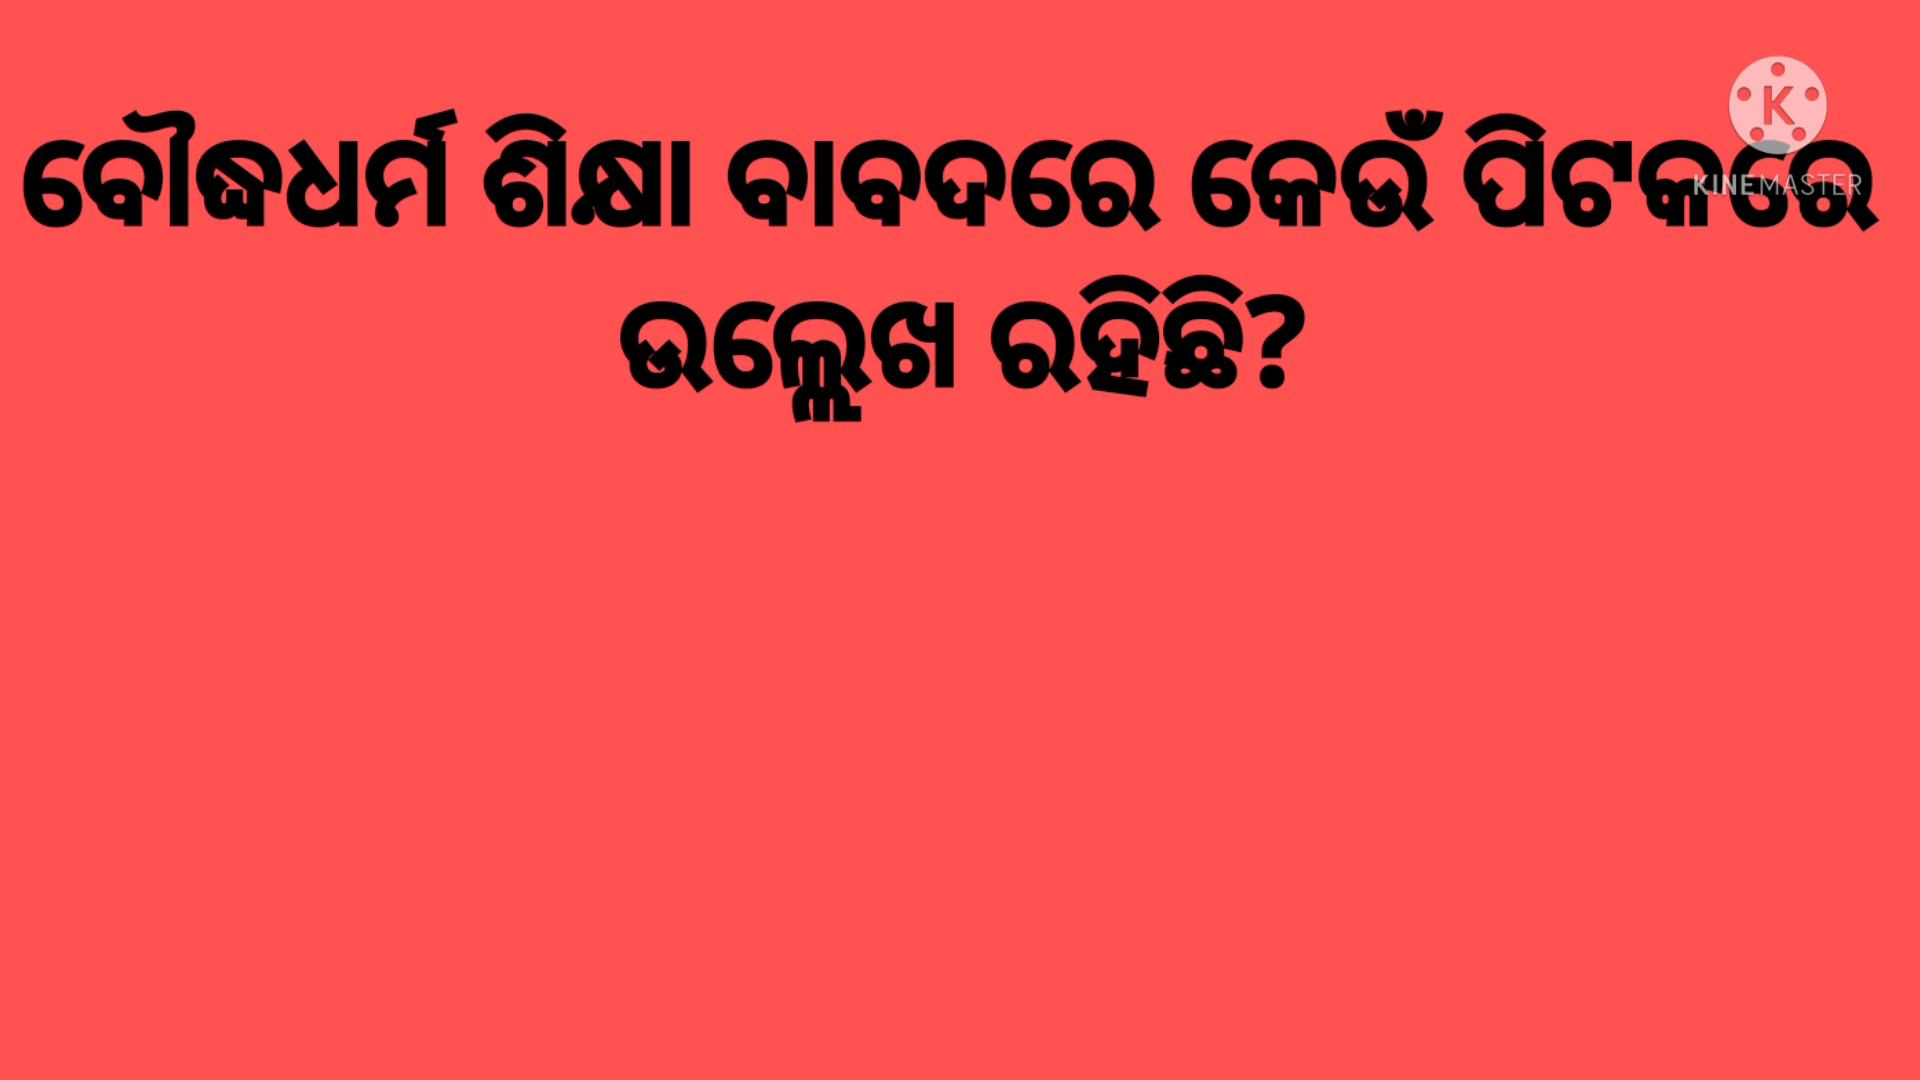 ବୌଦ୍ଧଧର୍ମ ଶିକ୍ଷା ବାବଦରେ କେଉଁ ପିଟକରେ
ଉଲ୍ଲେଖ ରହିଛି?
K
KINEMASTER